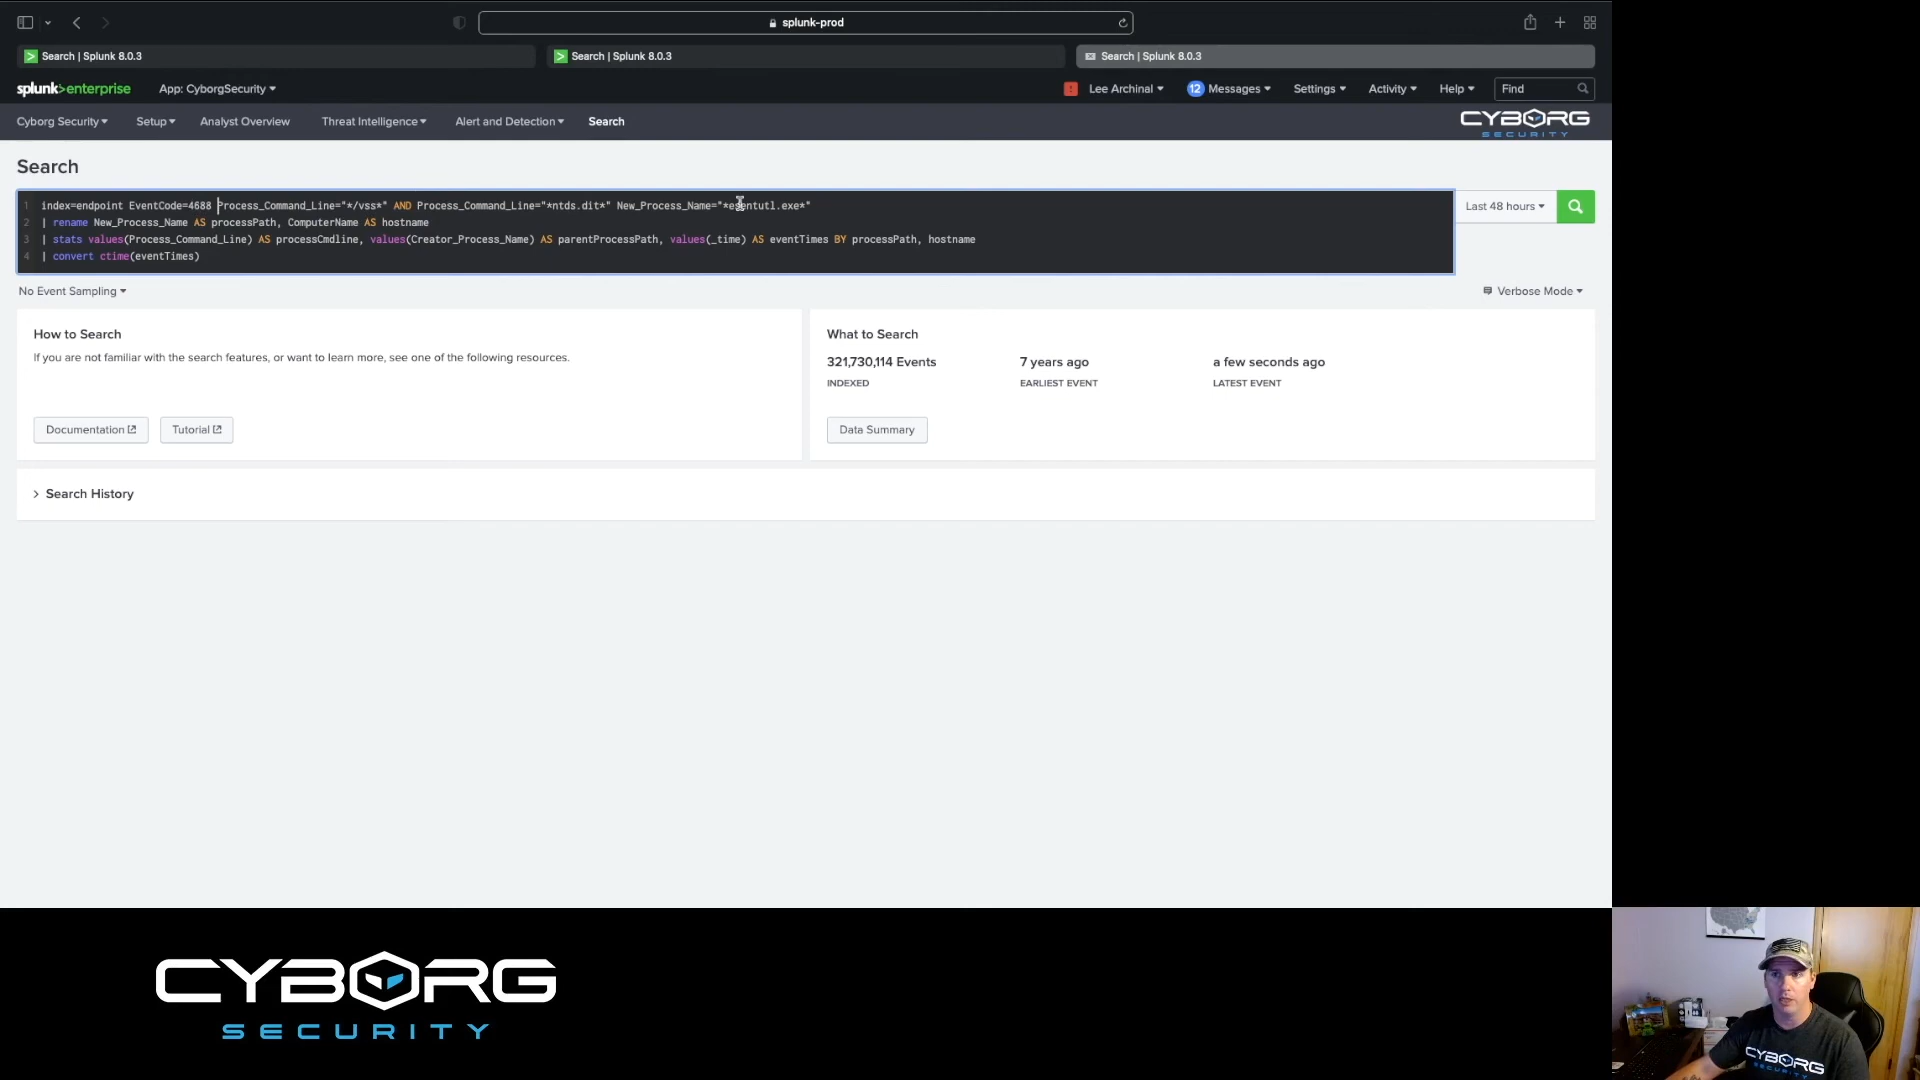 splunk-prod
Search | Splunk 8.0.3
Search | Splunk 8.0.3
Search | Splunk 8.0.3
splunk>enterprise App: CyborgSecurity
Lee Archinal 12 Messages Settings Activity Help Find
Cyborg Security Setup Analyst Overview Threat Intelligence Alert and Detection Search
CYBORG
SECURITY
Search
1 index=endpoint EventCode=4688 Process_Command_Line="*/vss*" AND Process_Command_Line="*ntds.dit*" New_Process_Name="*esentutl.exe*"
2 | rename New_Process_Name AS processPath, ComputerName AS hostname
3 | stats values(Process_Command_Line) AS processCmdline, values(Creator_Process_Name) AS parentProcessPath, values(_time) AS eventTimes BY processPath, hostname
4 | convert ctime(eventTimes)
Last 48 hours
No Event Sampling
Verbose Mode
How to Search
If you are not familiar with the search features, or want to learn more, see one of the following resources.
Documentation Tutorial
What to Search
321,730,114 Events 7 years ago a few seconds ago
INDEXED EARLIEST EVENT LATEST EVENT
Data Summary
Search History
CYBORG
SECURITY
CYBORG
SECURITY